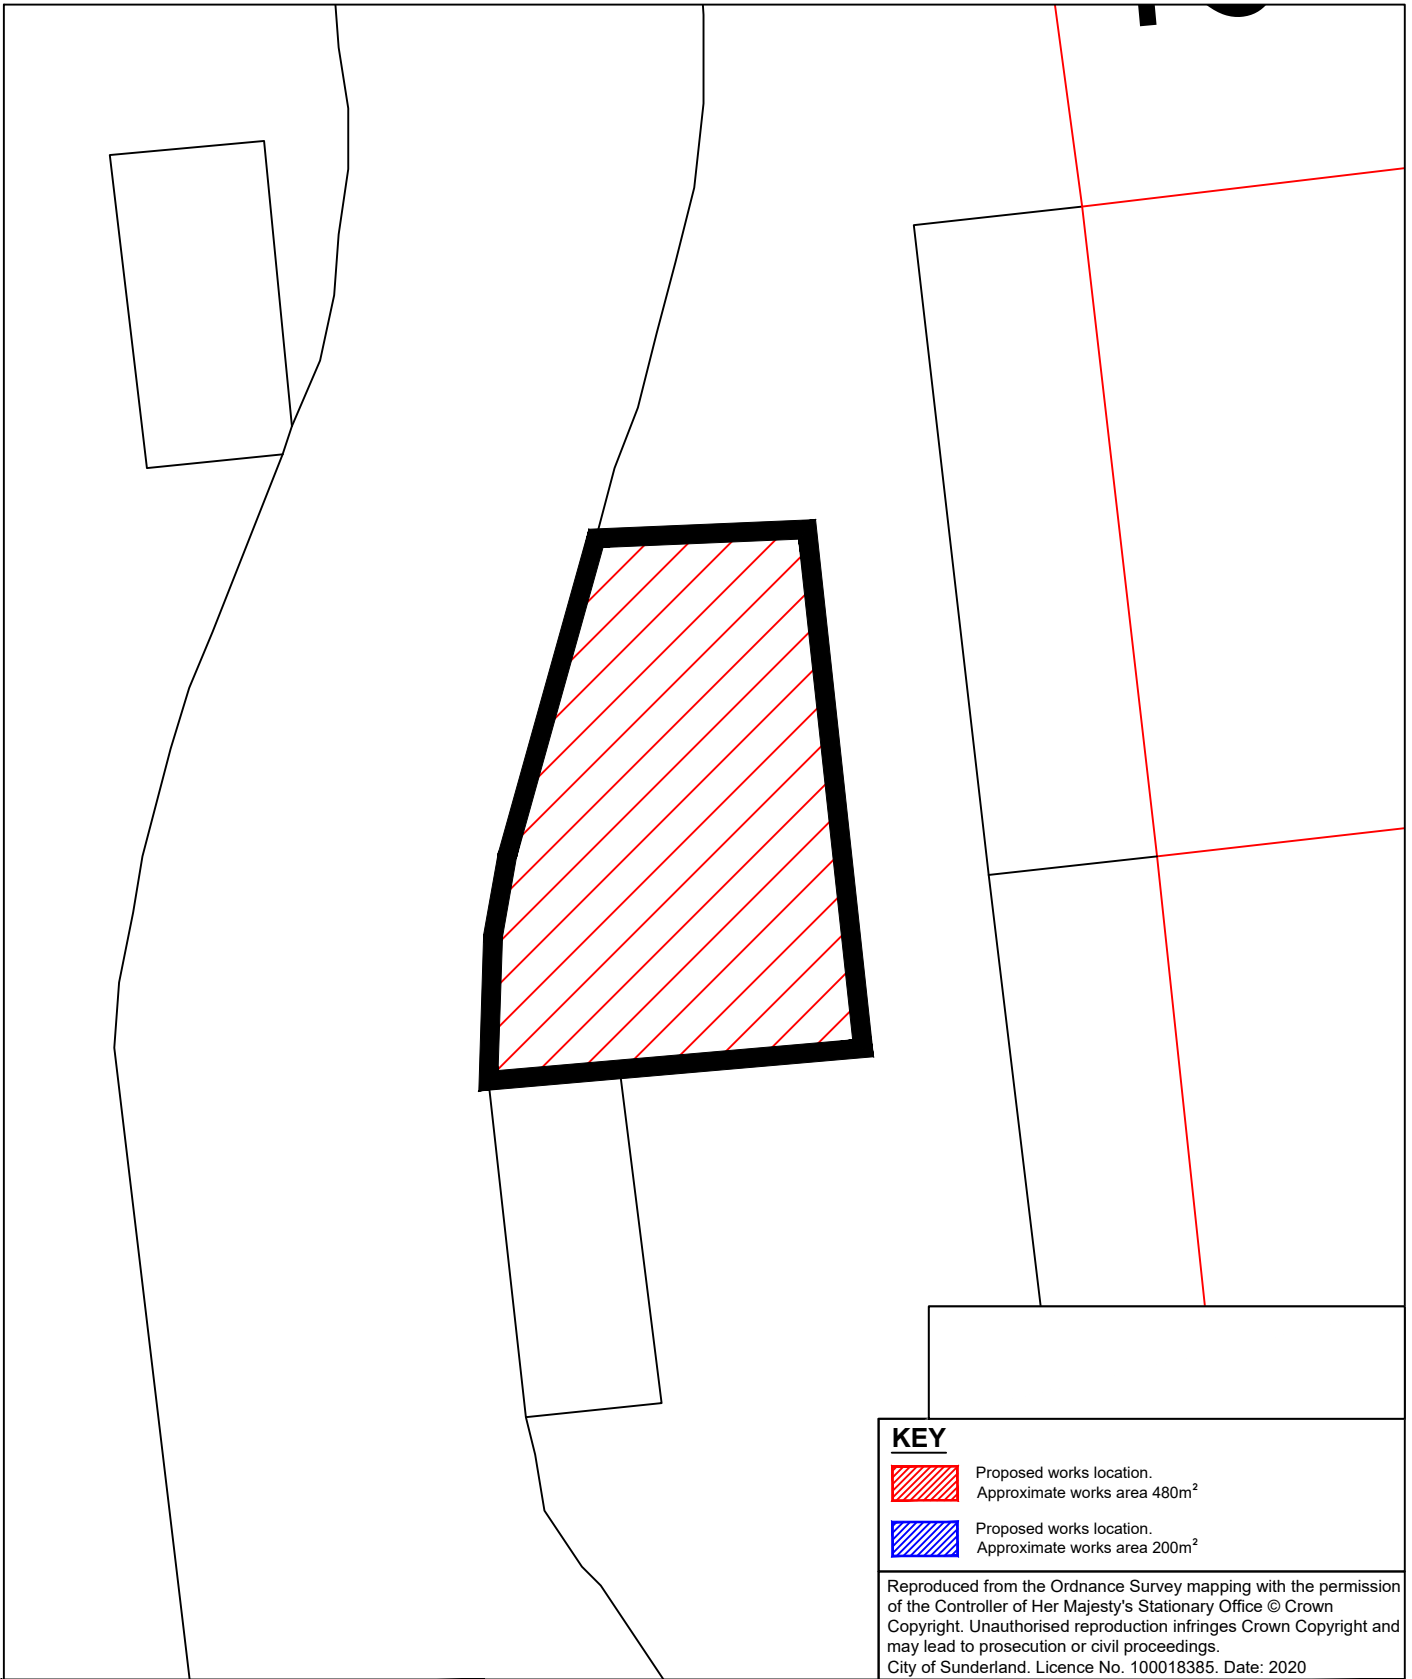 KEY
Proposed works location.
Approximate works area 480m²
Proposed works location.
Approximate works area 200m²
Reproduced from the Ordnance Survey mapping with the permission
of the Controller of Her Majesty's Stationary Office © Crown
Copyright. Unauthorised reproduction infringes Crown Copyright and
may lead to prosecution or civil proceedings.
City of Sunderland. Licence No. 100018385. Date: 2020